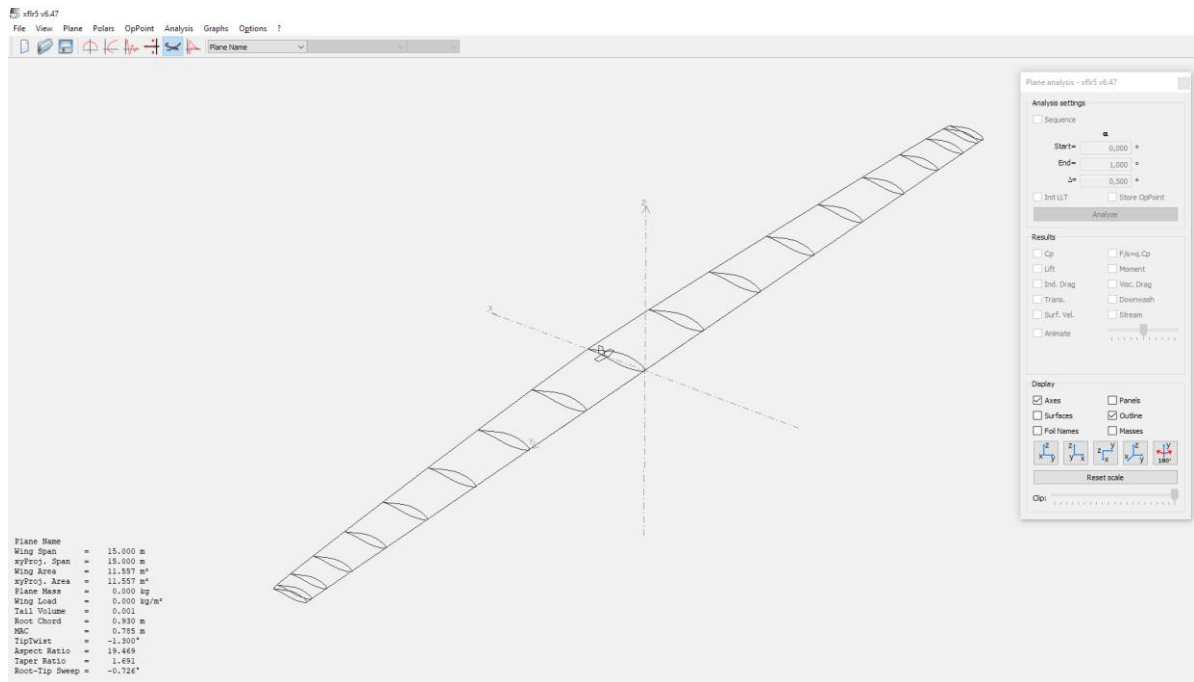 xflr5 v6.47
File View Plane Polars OpPoint Analysis Graphs Options ?
Plane Name
Plane analysis - xflr5 v6.47
Analysis settings
Sequence
α
Start= 0,000 °
End= 1,000 °
Δ= 0,500 °
Init LLT Store OpPoint
Analyze
Results
Cp F/s=q.Cp
Lift Moment
Ind. Drag Visc. Drag
Trans. Downwash
Surf. Vel. Stream
Animate
Display
Axes Panels
Surfaces Outline
Foil Names Masses
z x y z y x z y x z x y y 180°
Reset scale
Clip:
Z
X
Plane Name
Wing Span = 15.000 m
xyProj. Span = 15.000 m
Wing Area = 11.557 m²
xyProj. Area = 11.557 m²
Plane Mass = 0.000 kg
Wing Load = 0.000 kg/m²
Tail Volume = 0.001
Root Chord = 0.930 m
MAC = 0.785 m
TipTwist = -1.300°
Aspect Ratio = 19.469
Taper Ratio = 1.691
Root-Tip Sweep = -0.726°